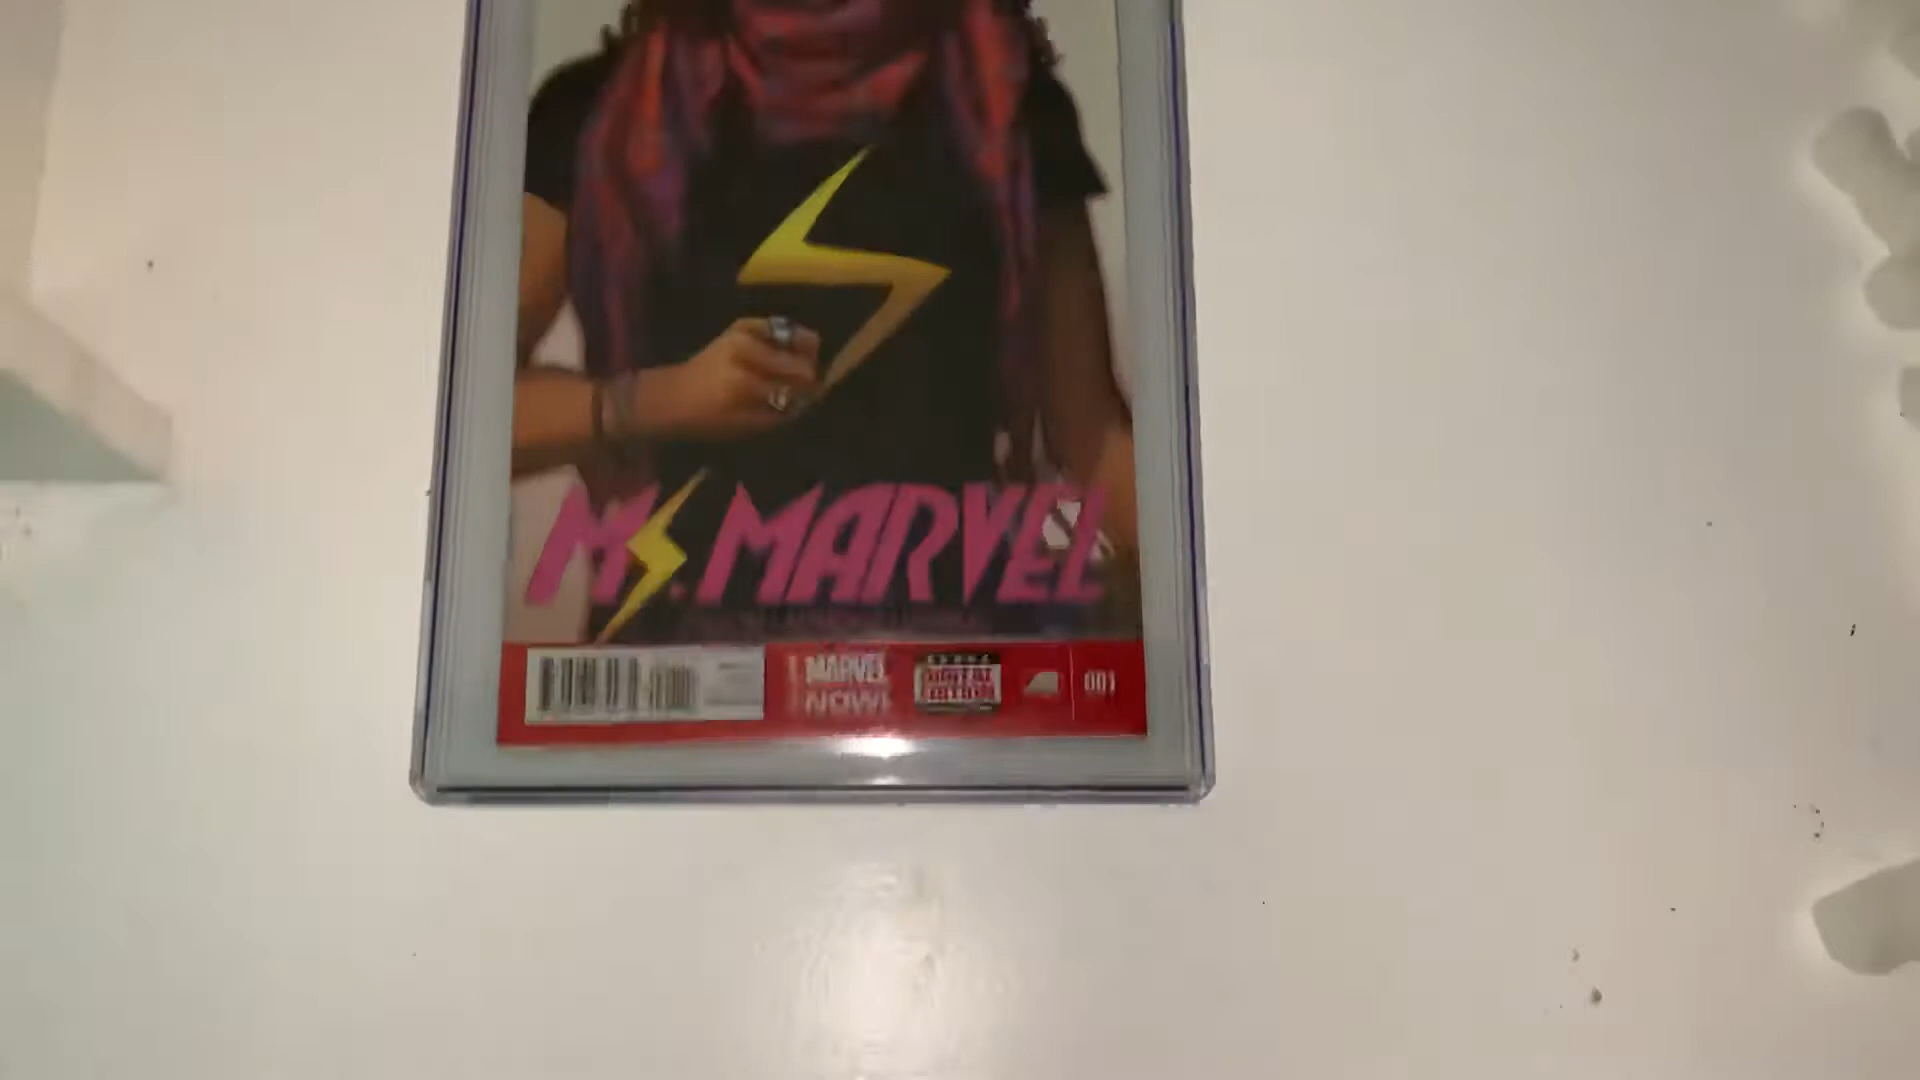 Ms. MARVEL
MARVEL
NOW!
DIGITAL
EDITION
001